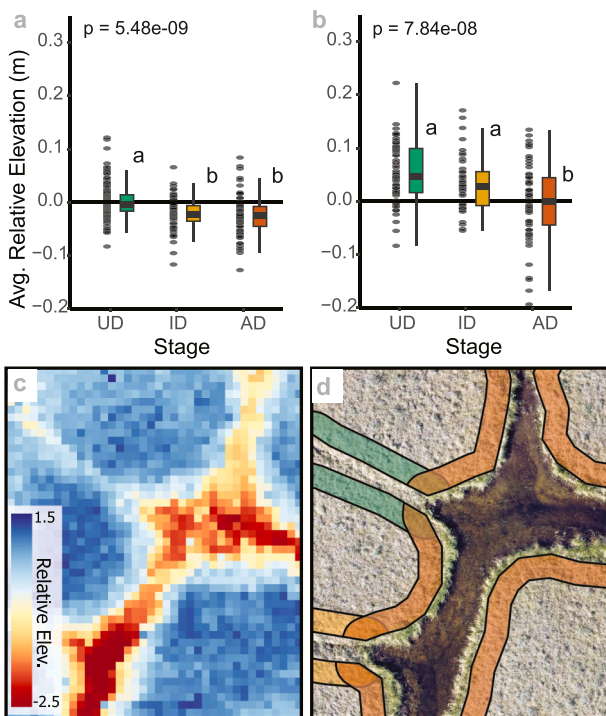 a
p = 5.48e-09
Avg. Relative Elevation (m)
0.3
0.2
0.1
0.0
−0.1
−0.2
a
b
b
UD
ID
AD
Stage
b
p = 7.84e-08
0.3
0.2
0.1
0.0
−0.1
−0.2
a
a
b
UD
ID
AD
Stage
c
1.5
Relative Elev.
-2.5
d